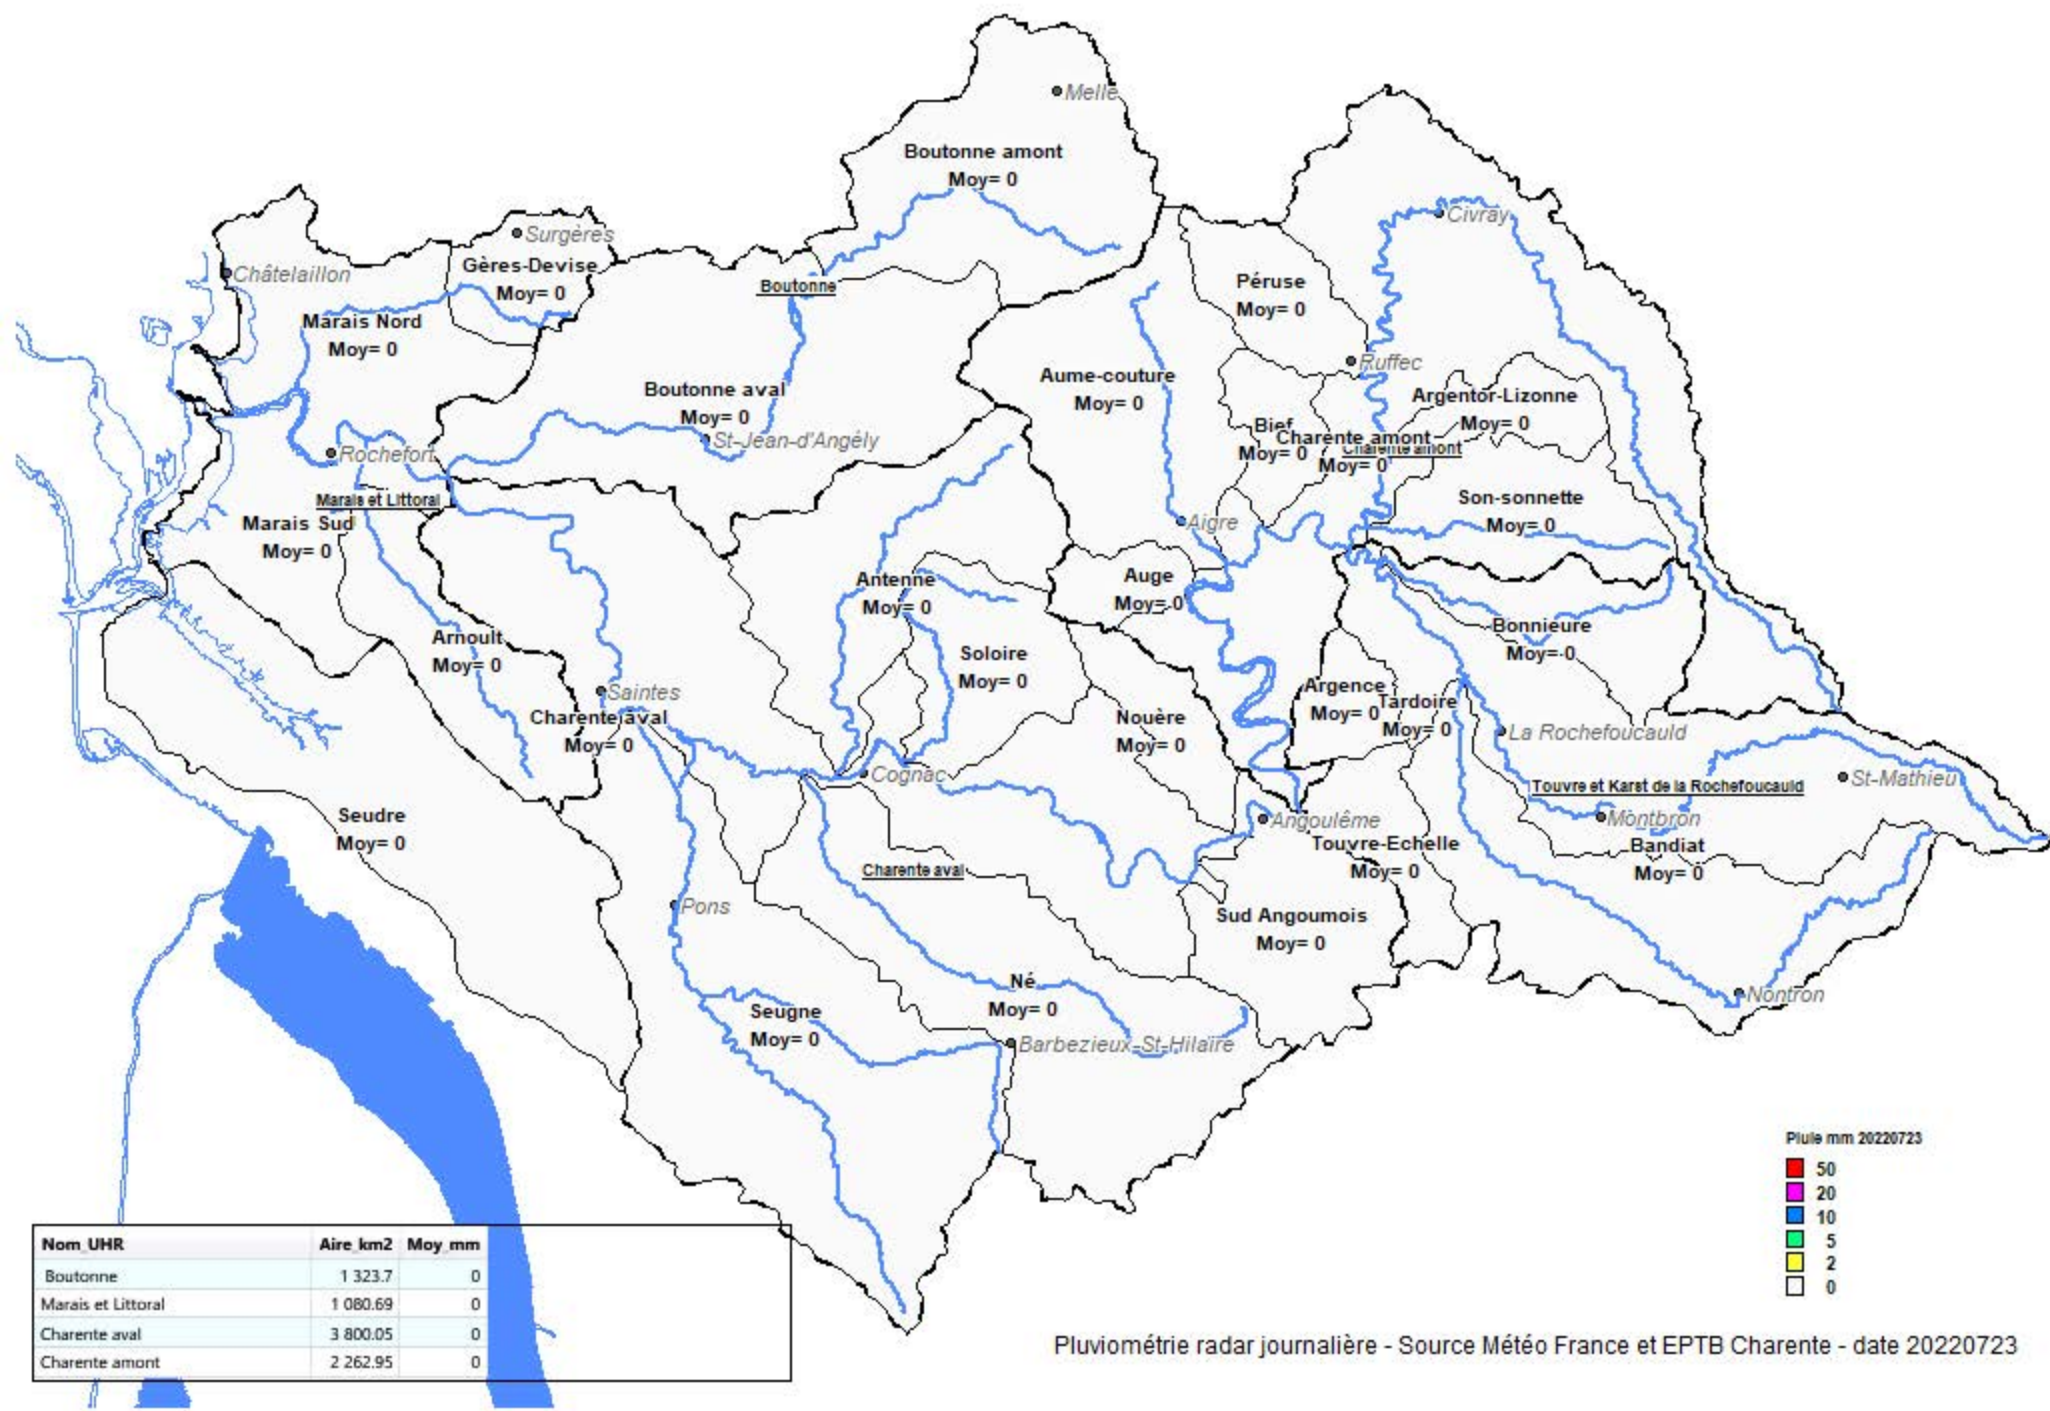 Melle
Boutonne amont
Moy= 0
Civray
Surgères
Châtelaillon
Gères-Devise
Moy= 0
Boutonne
Péruse
Moy= 0
Marais Nord
Moy= 0
Ruffec
Aume-couture
Moy= 0
Boutonne aval
Moy= 0
Argentor-Lizonne
Moy= 0
St-Jean-d'Angély
Bief
Moy= 0
Charente amont
Moy= 0
Charente amont
Rochefort
Marais et Littoral
Son-sonnette
Moy= 0
Marais Sud
Moy= 0
Aigre
Antenne
Moy= 0
Auge
Moy= 0
Arnoult
Moy= 0
Bonnieure
Moy= 0
Soloire
Moy= 0
Saintes
Charente aval
Moy= 0
Nouère
Moy= 0
Argence
Moy= 0
Tardoire
Moy= 0
La Rochefoucauld
Cognac
Touvre et Karst de la Rochefoucauld
St-Mathieu
Seudre
Moy= 0
Angoulême
Montbron
Touvre-Echelle
Moy= 0
Bandiat
Moy= 0
Charente aval
Pons
Sud Angoumois
Moy= 0
Né
Moy= 0
Nontron
Seugne
Moy= 0
Barbezieux-St-Hilaire
Pluie mm 20220723
50
20
10
5
2
0
Nom_UHR Aire_km2 Moy_mm
Boutonne 1 323.7 0
Marais et Littoral 1 080.69 0
Charente aval 3 800.05 0
Charente amont 2 262.95 0
Pluviométrie radar journalière - Source Météo France et EPTB Charente - date 20220723